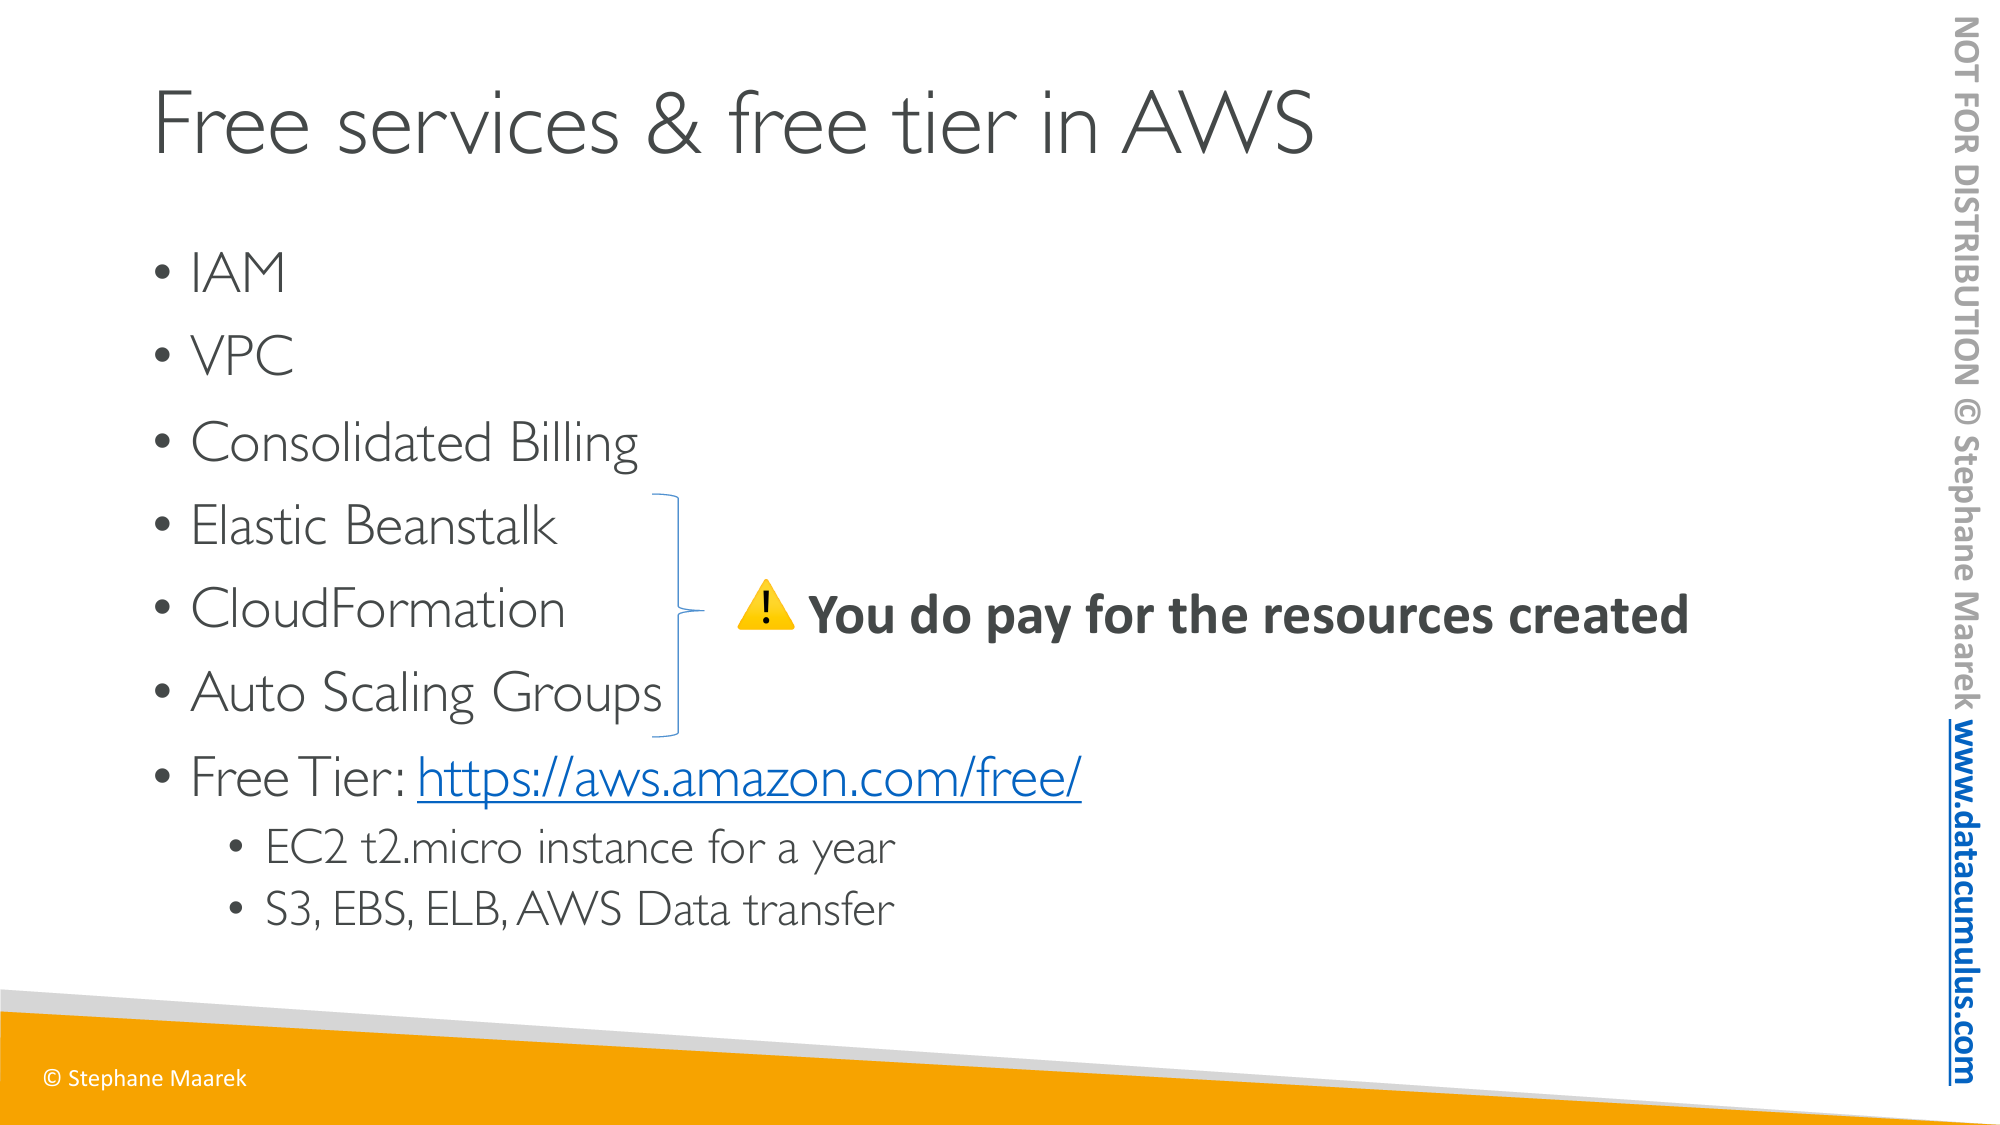 Free services & free tier in AWS
• IAM
• VPC
• Consolidated Billing
• Elastic Beanstalk
• CloudFormation
• Auto Scaling Groups
⚠ You do pay for the resources created
• Free Tier: https://aws.amazon.com/free/
• EC2 t2.micro instance for a year
• S3, EBS, ELB, AWS Data transfer
© Stephane Maarek
NOT FOR DISTRIBUTION © Stephane Maarek www.datacumulus.com